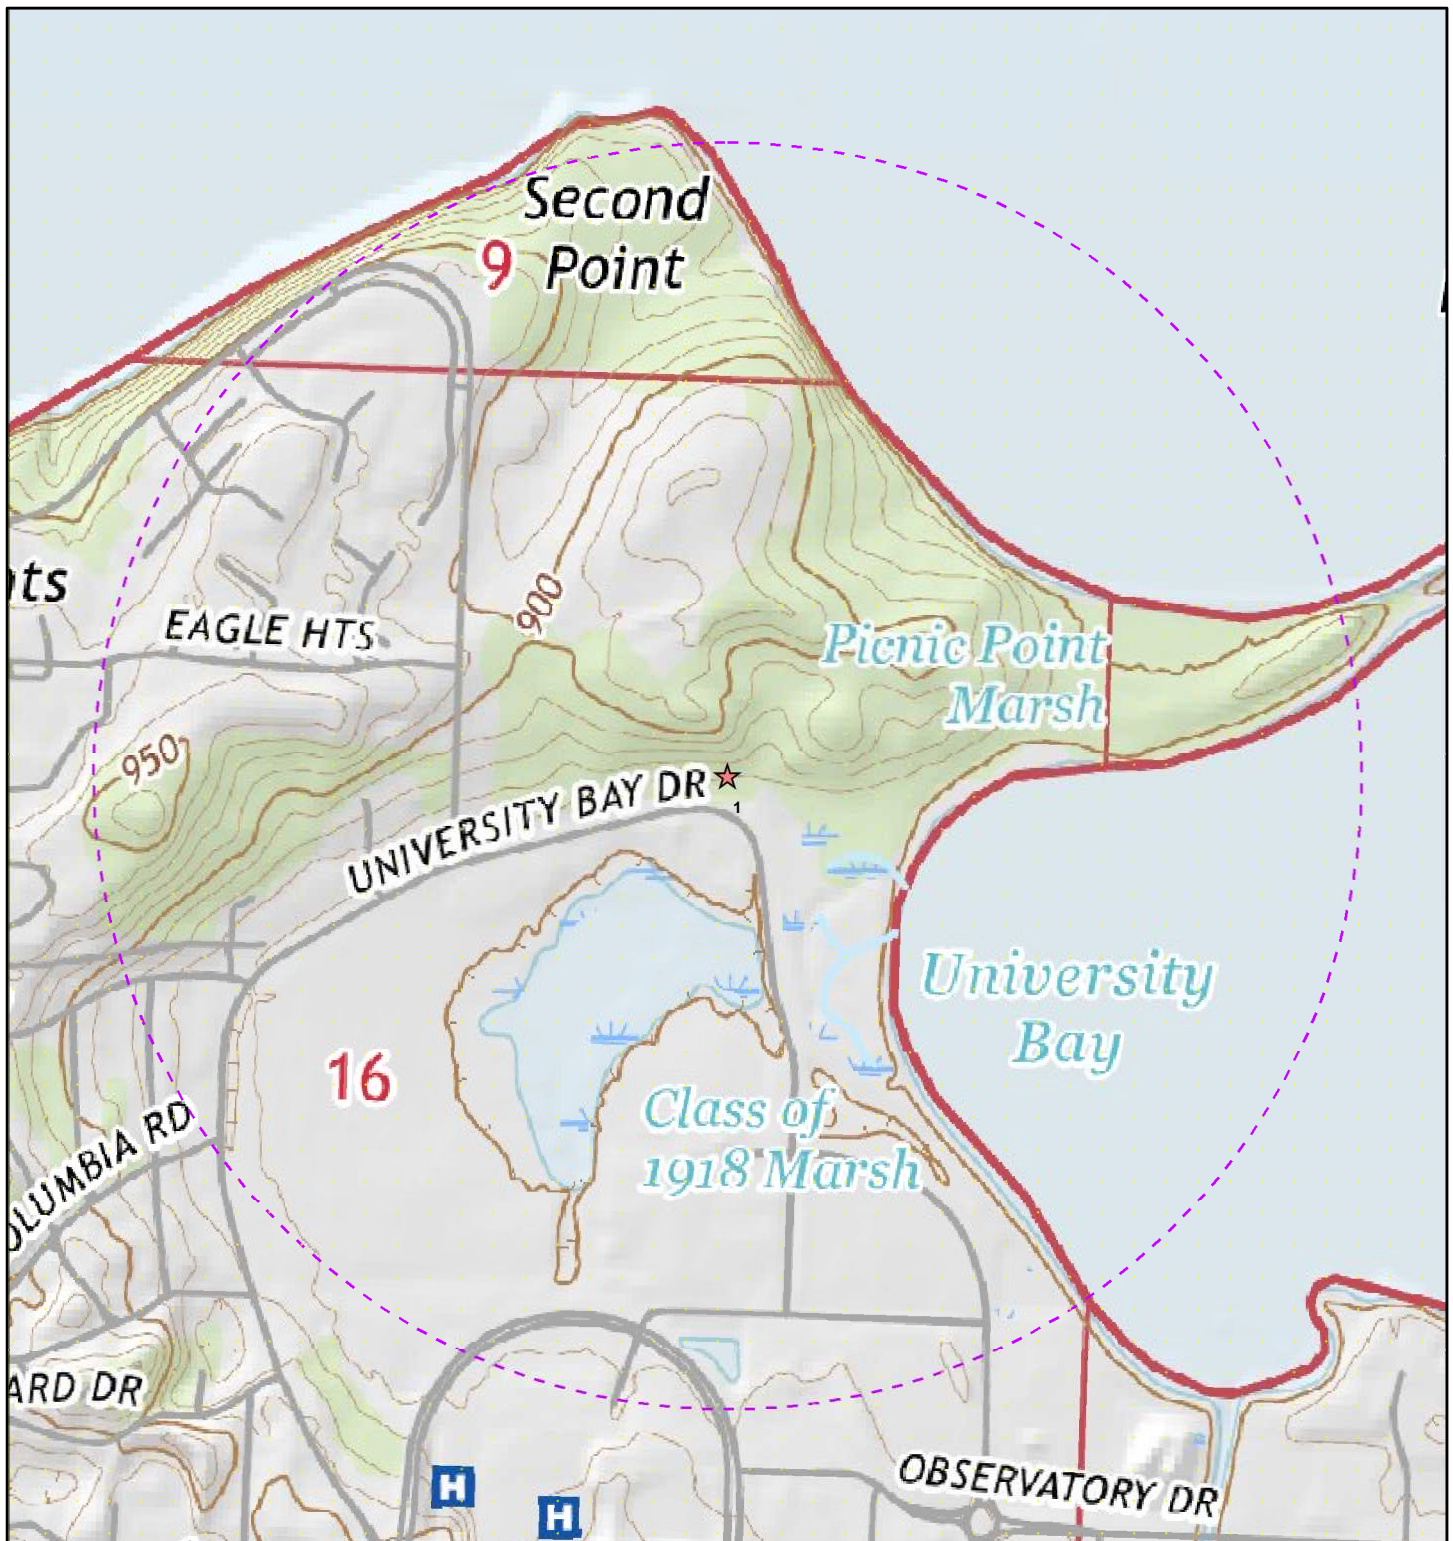 Second
9 Point
900
nts
EAGLE HTS
Picnic Point
Marsh
950
UNIVERSITY BAY DR
1
University
Bay
16
Class of
1918 Marsh
OLUMBIA RD
ARD DR
H
H
OBSERVATORY DR